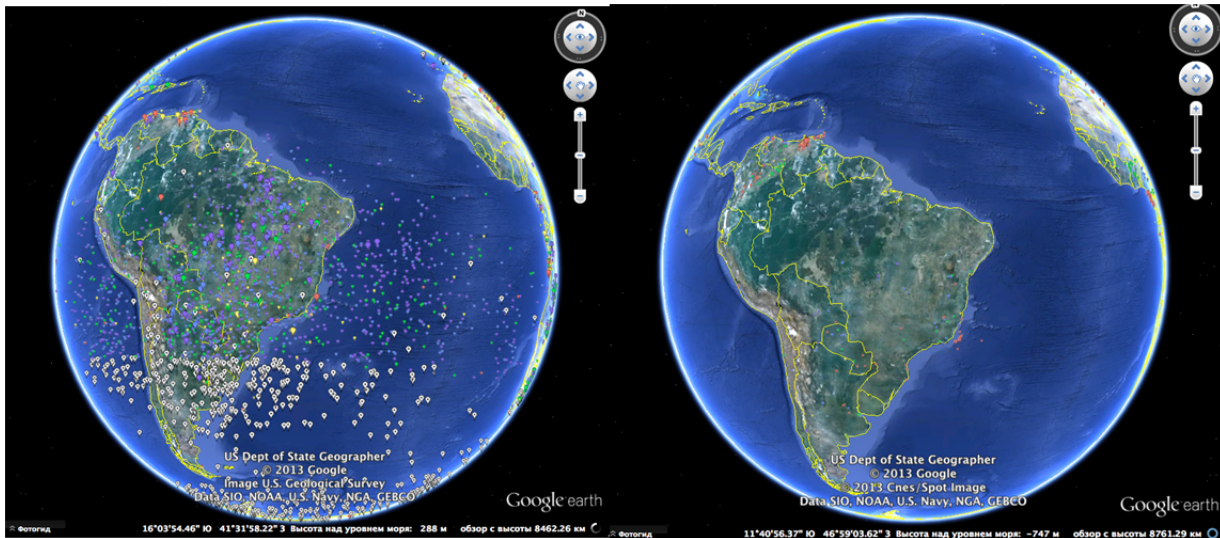 N
US Dept of State Geographer
© 2013 Google
Image U.S. Geological Survey
Data SIO, NOAA, U.S. Navy, NGA, GEBCO
Google earth
Фотогид
16°03'54.46" Ю 41°31'58.22" З Высота над уровнем моря: 288 м обзор с высоты 8462.26 км
US Dept of State Geographer
© 2013 Google
© 2013 Cnes/Spot Image
Data SIO, NOAA, U.S. Navy, NGA, GEBCO
Google earth
Фотогид
11°40'56.37" Ю 46°59'03.62" З Высота над уровнем моря: -747 м обзор с высоты 8761.29 км